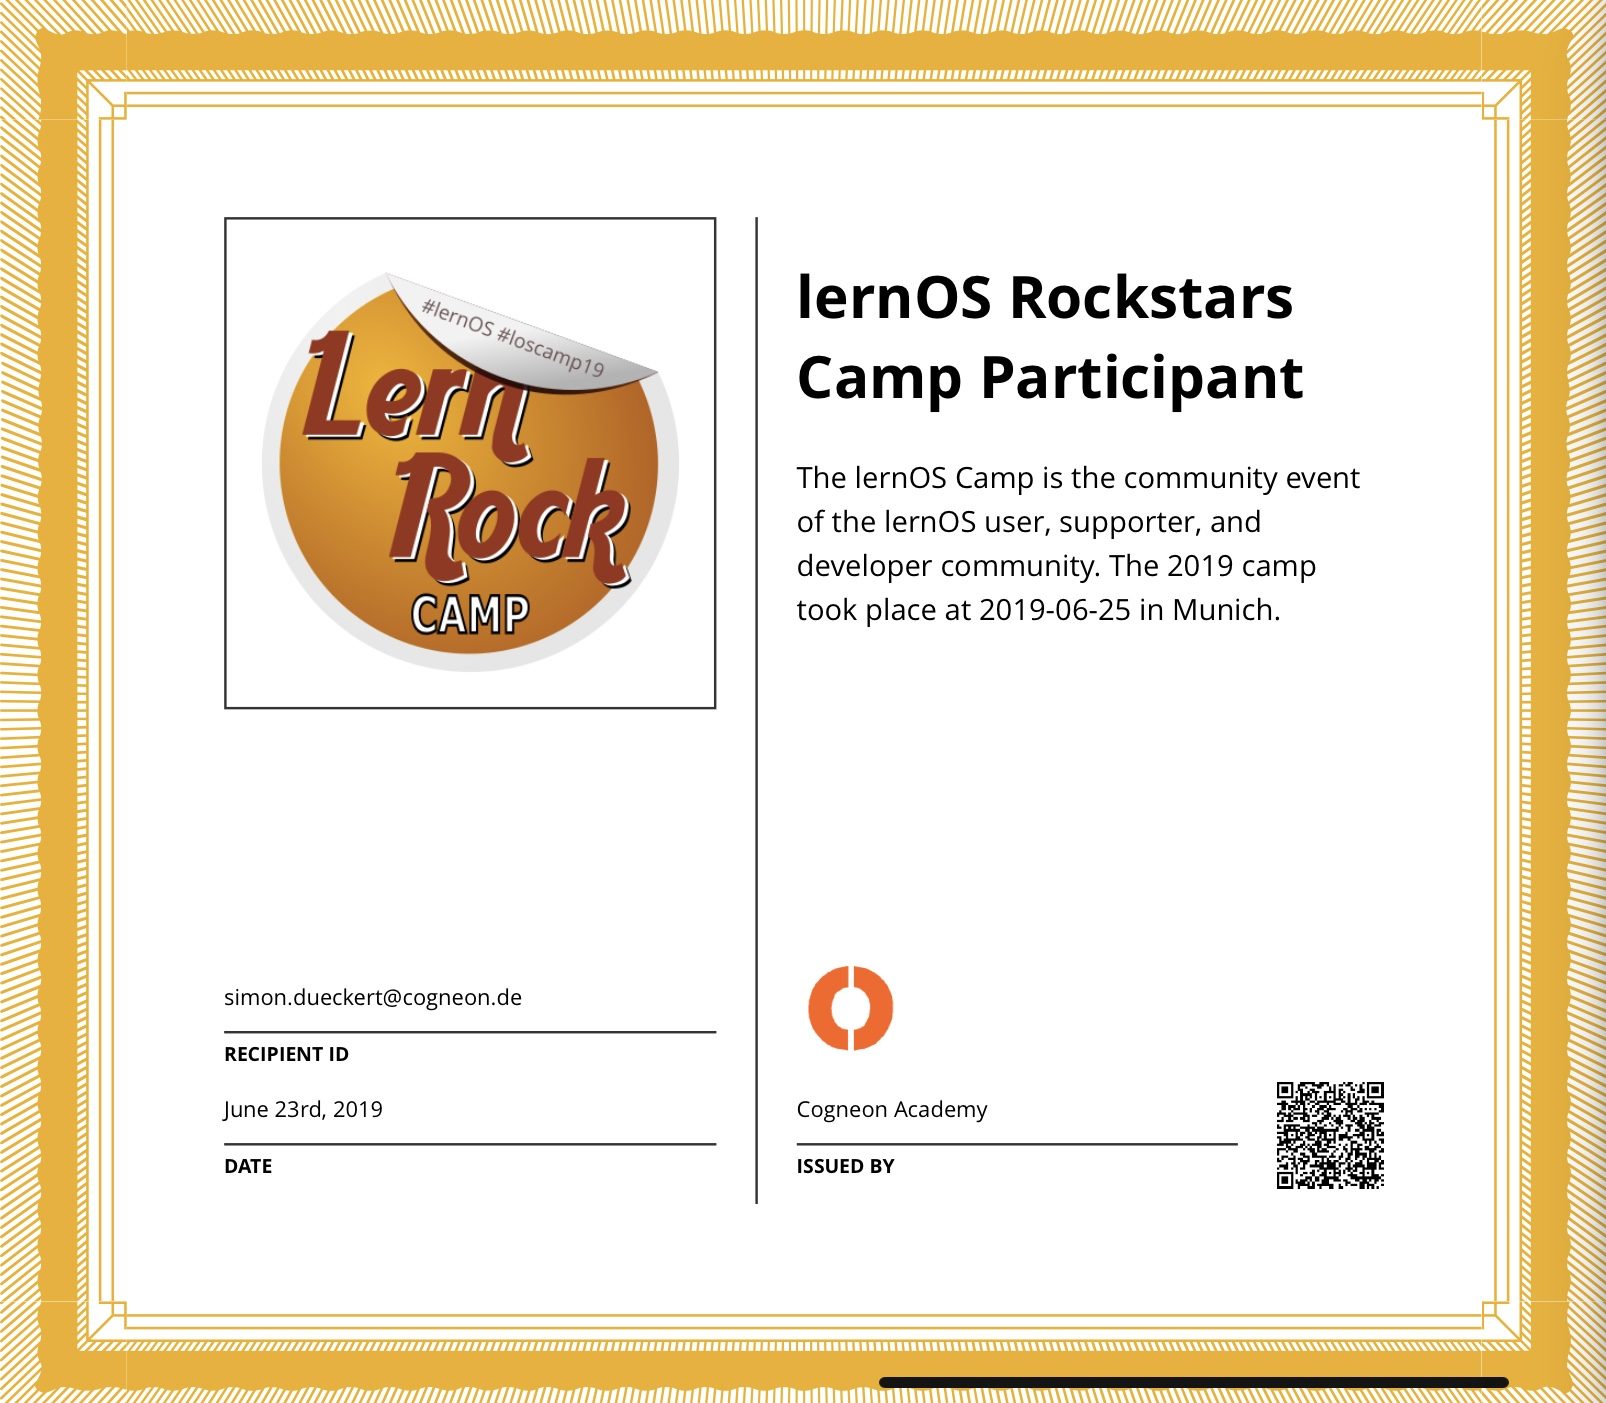 #lernOS #loscamp19
Lern
Rock
CAMP
lernOS Rockstars
Camp Participant
The lernOS Camp is the community event
of the lernOS user, supporter, and
developer community. The 2019 camp
took place at 2019-06-25 in Munich.
simon.dueckert@cogneon.de
RECIPIENT ID
June 23rd, 2019
DATE
Cogneon Academy
ISSUED BY